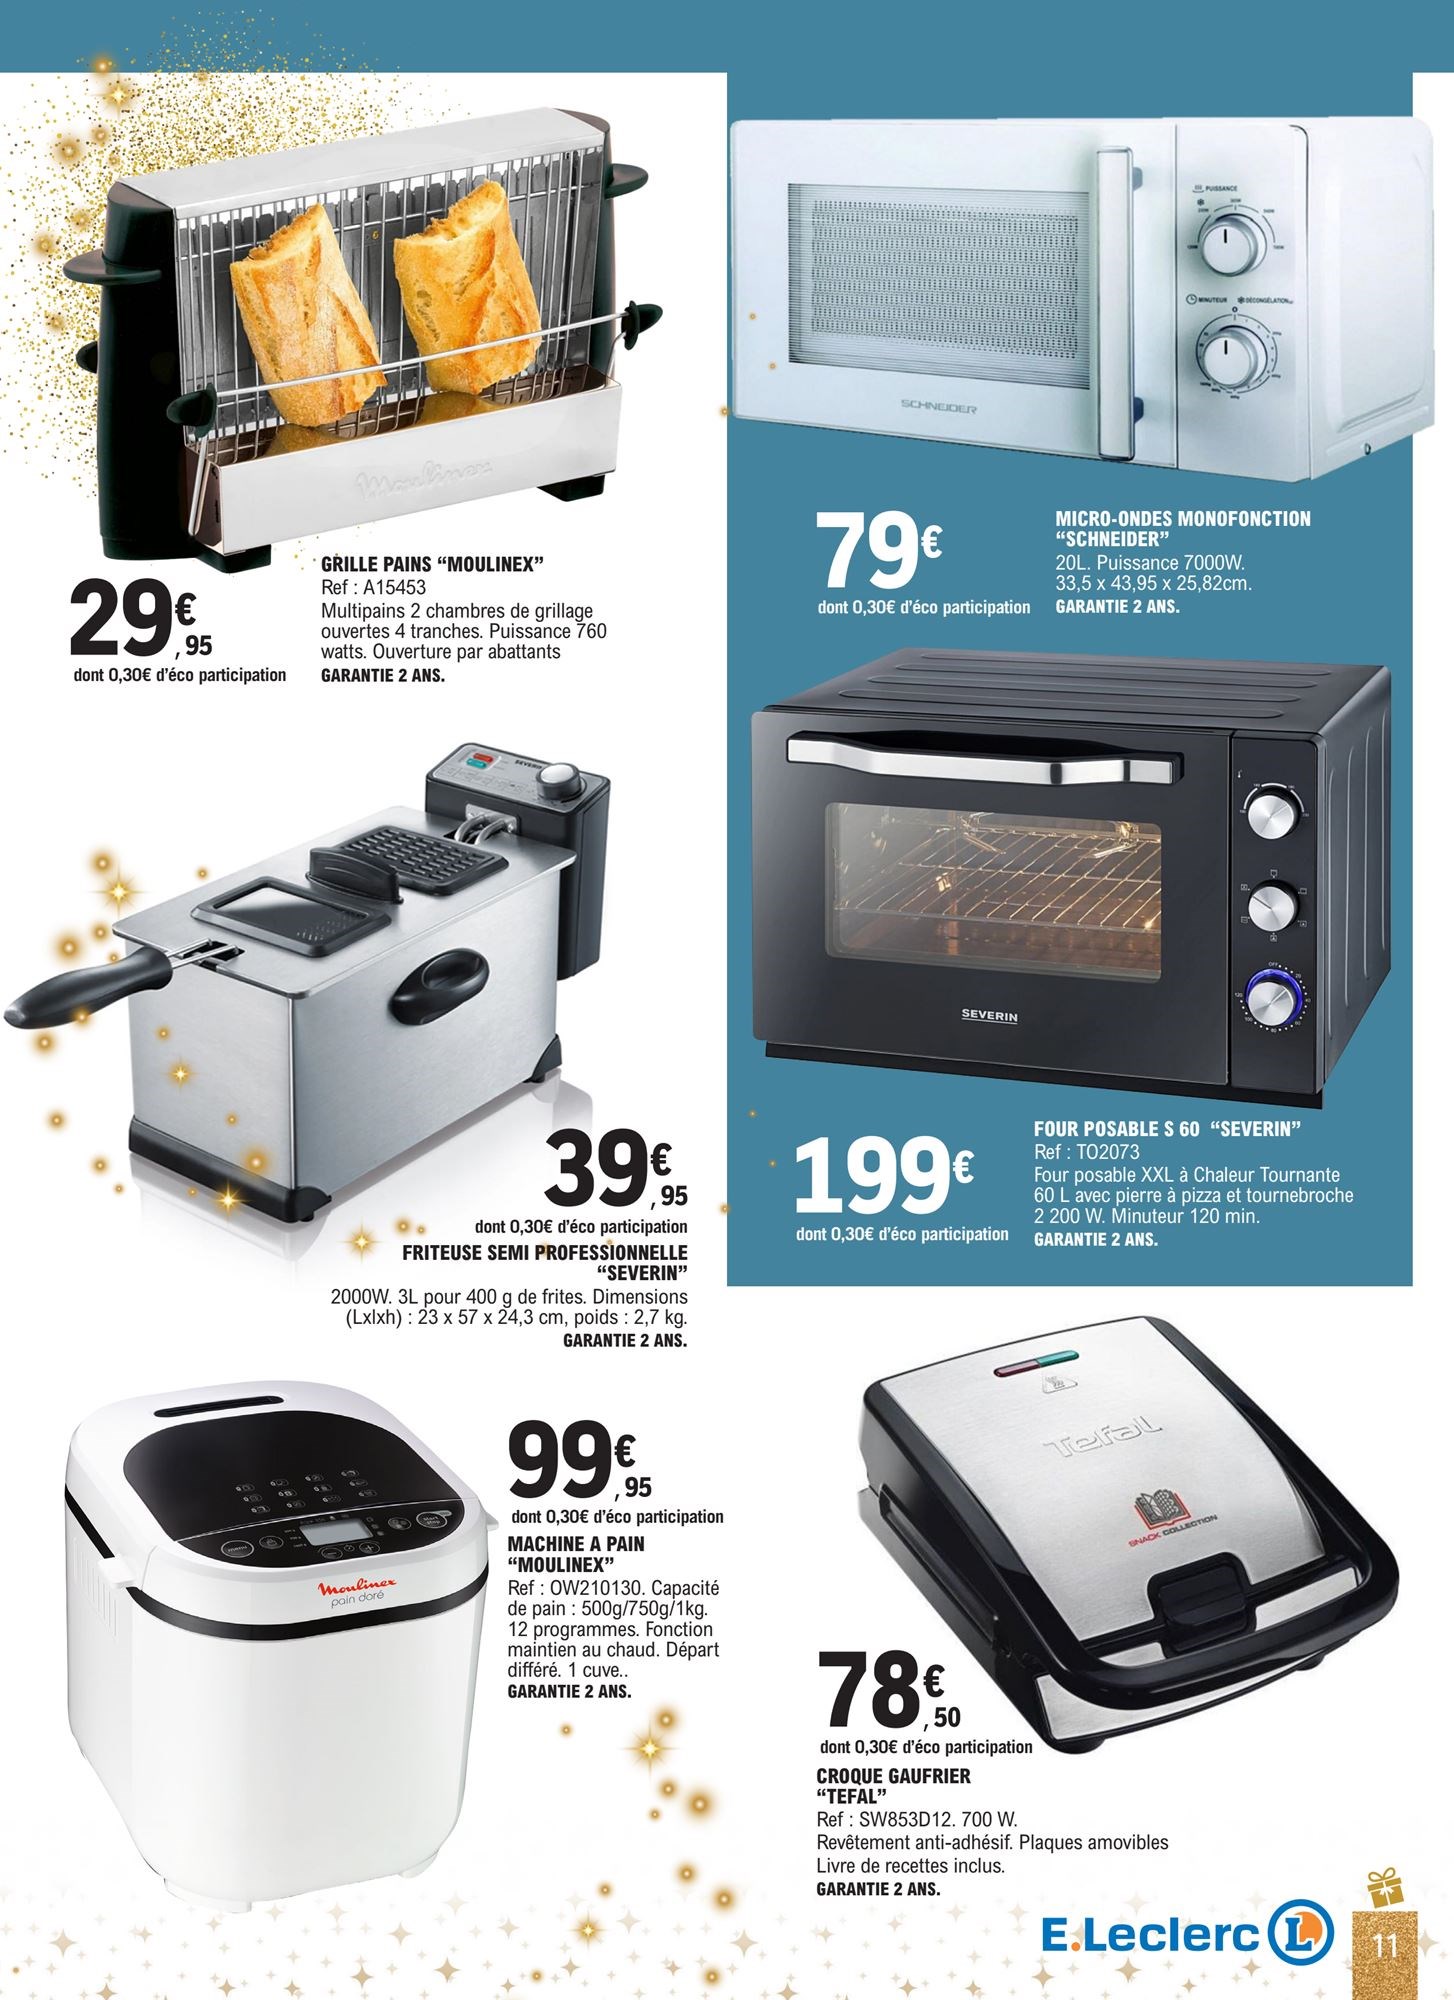 Moulinex
29€
,95
dont 0,30€ d'éco participation
GRILLE PAINS “MOULINEX”
Ref : A15453
Multipains 2 chambres de grillage
ouvertes 4 tranches. Puissance 760
watts. Ouverture par abattants
GARANTIE 2 ANS.
PUISSANCE
MINUTEUR
DÉCONGÉLATION
SCHNEIDER
79€
dont 0,30€ d'éco participation
MICRO-ONDES MONOFONCTION
“SCHNEIDER”
20L. Puissance 7000W.
33,5 x 43,95 x 25,82cm.
GARANTIE 2 ANS.
SEVERIN
39€
,95
dont 0,30€ d'éco participation
FRITEUSE SEMI PROFESSIONNELLE
“SEVERIN”
2000W. 3L pour 400 g de frites. Dimensions
(Lxlxh) : 23 x 57 x 24,3 cm, poids : 2,7 kg.
GARANTIE 2 ANS.
SEVERIN
199€
dont 0,30€ d'éco participation
FOUR POSABLE S 60 “SEVERIN”
Ref : TO2073
Four posable XXL à Chaleur Tournante
60 L avec pierre à pizza et tournebroche
2 200 W. Minuteur 120 min.
GARANTIE 2 ANS.
menu
Start
Stop
Moulinex
pain doré
99€
,95
dont 0,30€ d'éco participation
MACHINE A PAIN
“MOULINEX”
Ref : OW210130. Capacité
de pain : 500g/750g/1kg.
12 programmes. Fonction
maintien au chaud. Départ
différé. 1 cuve..
GARANTIE 2 ANS.
Tefal
SNACK COLLECTION
78€
,50
dont 0,30€ d'éco participation
CROQUE GAUFRIER
“TEFAL”
Ref : SW853D12. 700 W.
Revêtement anti-adhésif. Plaques amovibles
Livre de recettes inclus.
GARANTIE 2 ANS.
E.Leclerc L
11